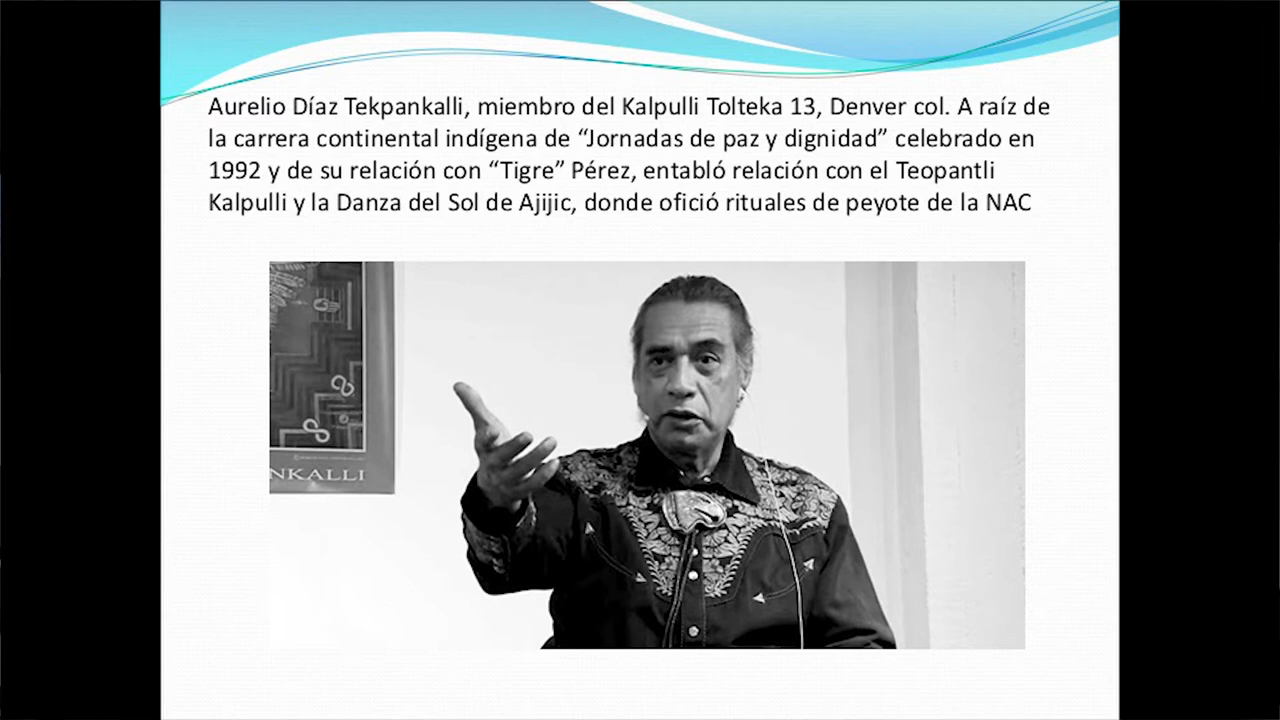 Aurelio Díaz Tekpankalli, miembro del Kalpulli Tolteka 13, Denver col. A raíz de
la carrera continental indígena de “Jornadas de paz y dignidad” celebrado en
1992 y de su relación con “Tigre” Pérez, entabló relación con el Teopantli
Kalpulli y la Danza del Sol de Ajijic, donde ofició rituales de peyote de la NAC
NKALLI